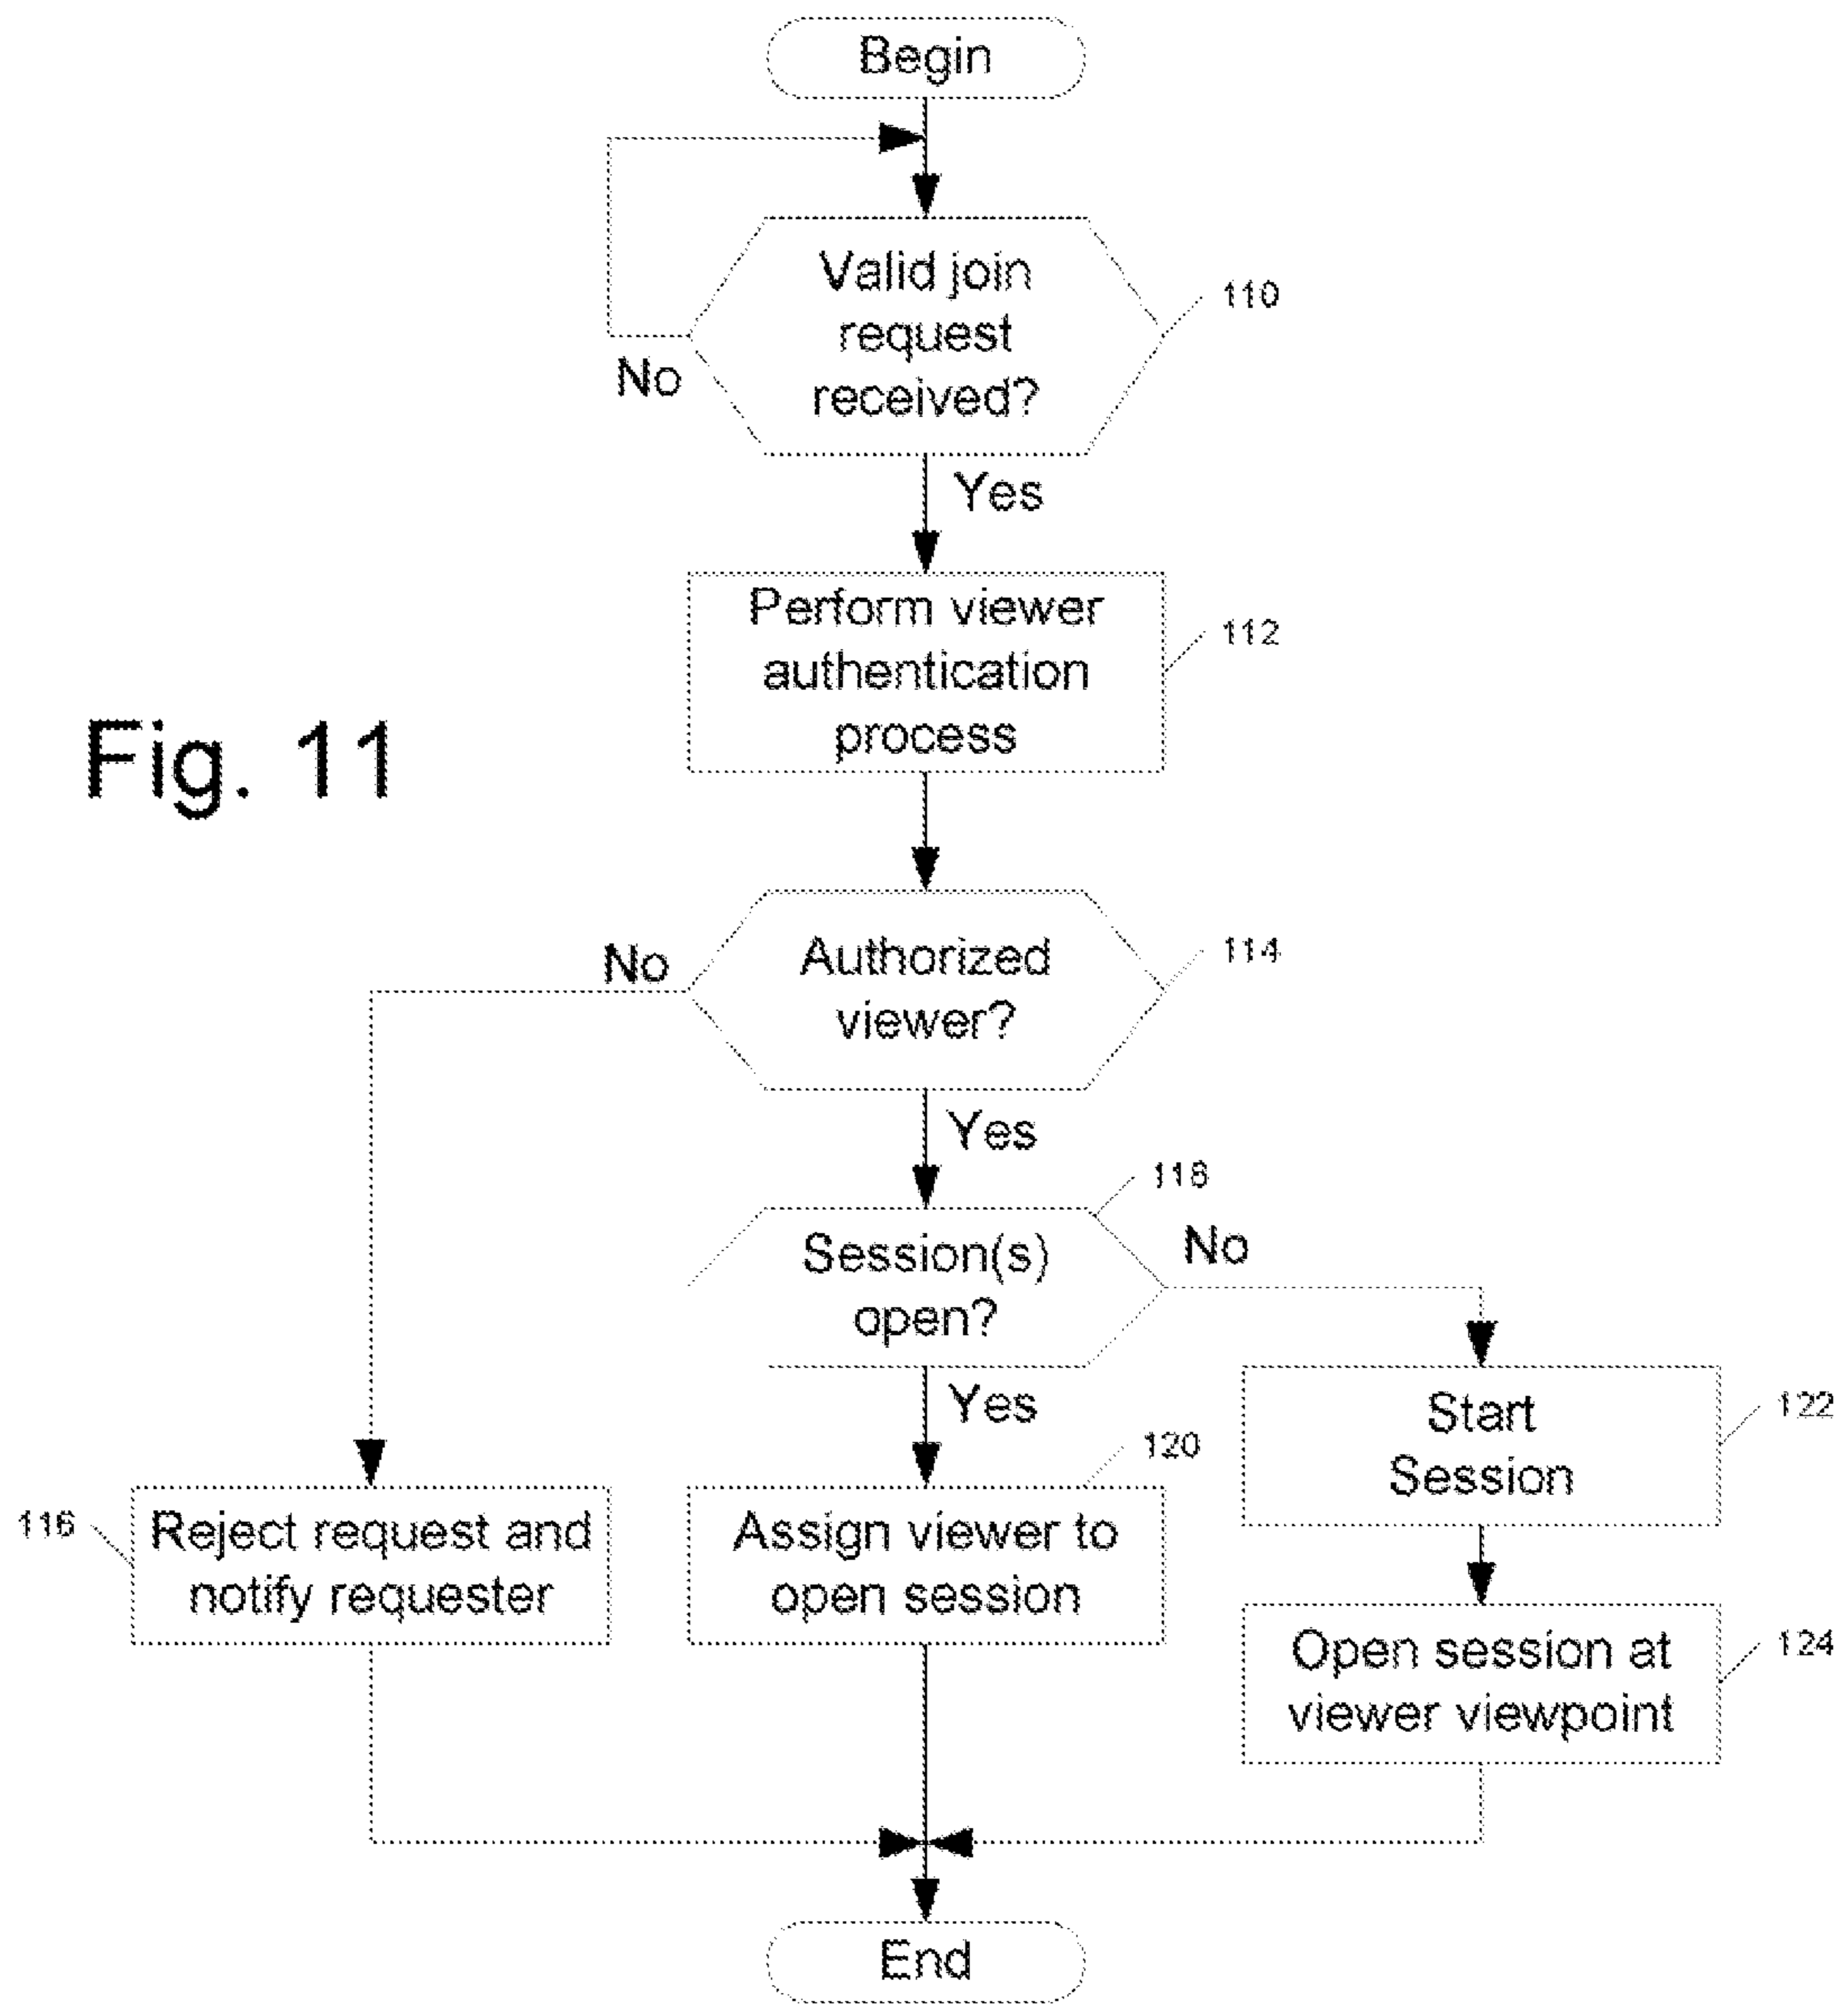 Begin
Valid join
request
received?
110
No
Yes
Perform viewer
authentication
process
112
Fig. 11
Authorized
viewer?
114
No
Yes
118
Session(s)
open?
No
Yes
Start
Session
122
120
116
Reject request and
notify requester
Assign viewer to
open session
Open session at
viewer viewpoint
124
End